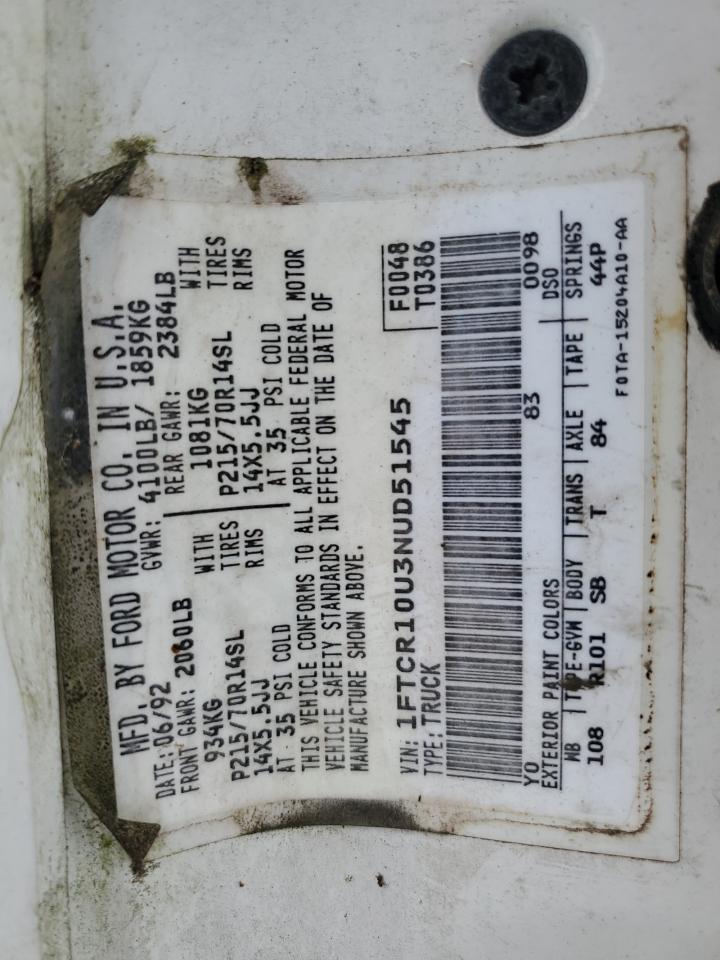 MFD. BY FORD MOTOR CO. IN U.S.A.
DATE: 06/92 GVWR: 4100LB/ 1859KG
FRONT GAWR: 2060LB REAR GAWR: 2384LB
934KG WITH 1081KG WITH
P215/70R14SL TIRES P215/70R14SL TIRES
14X5.5JJ RIMS 14X5.5JJ RIMS
AT 35 PSI COLD AT 35 PSI COLD
THIS VEHICLE CONFORMS TO ALL APPLICABLE FEDERAL MOTOR
VEHICLE SAFETY STANDARDS IN EFFECT ON THE DATE OF
MANUFACTURE SHOWN ABOVE.
VIN: 1FTCR10U3NUD51545 F0048
TYPE: TRUCK T0386
YO 83 0098
EXTERIOR PAINT COLORS DSO
WB | TYPE-GVM | BODY | TRANS | AXLE | TAPE | SPRINGS
108 R101 SB T 84 44P
F0TA-15204A10-AA